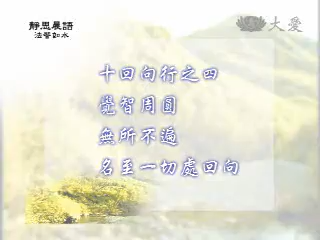 靜思晨語
法譬如水
大愛
十回向行之四
覺智周圓
無所不遍
名至一切處回向